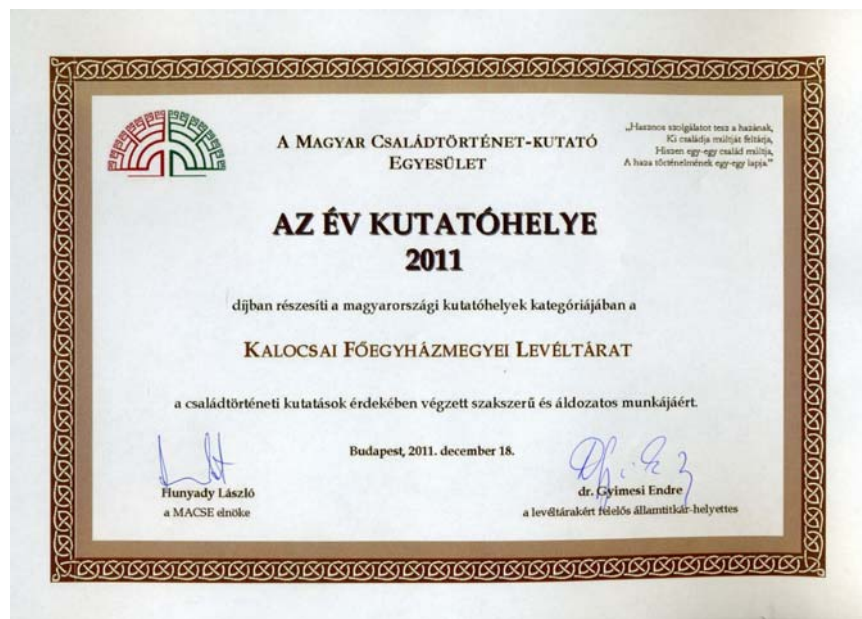 A Magyar Családtörténet-kutató
Egyesület
„Hasznos szolgálatot tesz a hazának,
Ki családja múltját feltárja,
Hiszen egy-egy család múltja,
A haza történelmének egy-egy lapja."
AZ ÉV KUTATÓHELYE
2011
díjban részesíti a magyarországi kutatóhelyek kategóriájában a
Kalocsai Főegyházmegyei Levéltárat
a családtörténeti kutatások érdekében végzett szakszerű és áldozatos munkájáért.
Budapest, 2011. december 18.
Hunyady László
a MACSE elnöke
dr. Gyimesi Endre
a levéltárakért felelős államtitkár-helyettes